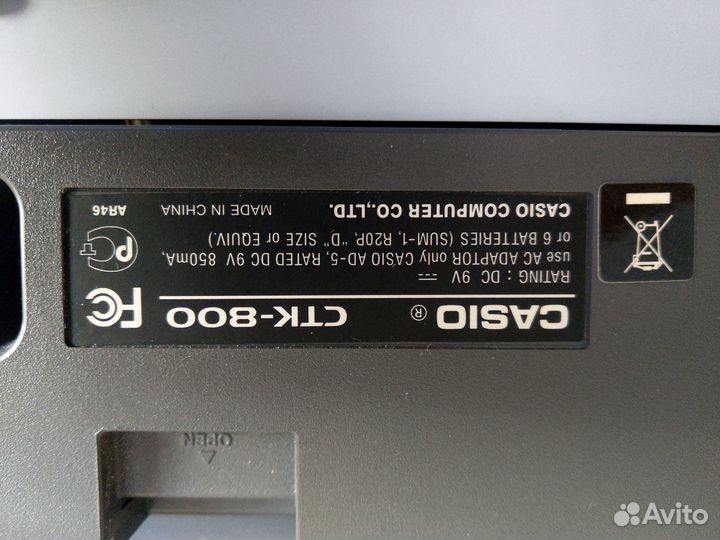 CASIO ® CTK-800 FC
RATING : DC 9V ⎓
use AC ADAPTOR only CASIO AD-5, RATED DC 9V 850mA,
or 6 BATTERIES (SUM-1, R20P, "D" SIZE or EQUIV.)
CASIO COMPUTER CO.,LTD. MADE IN CHINA AR46
OPEN
Avito